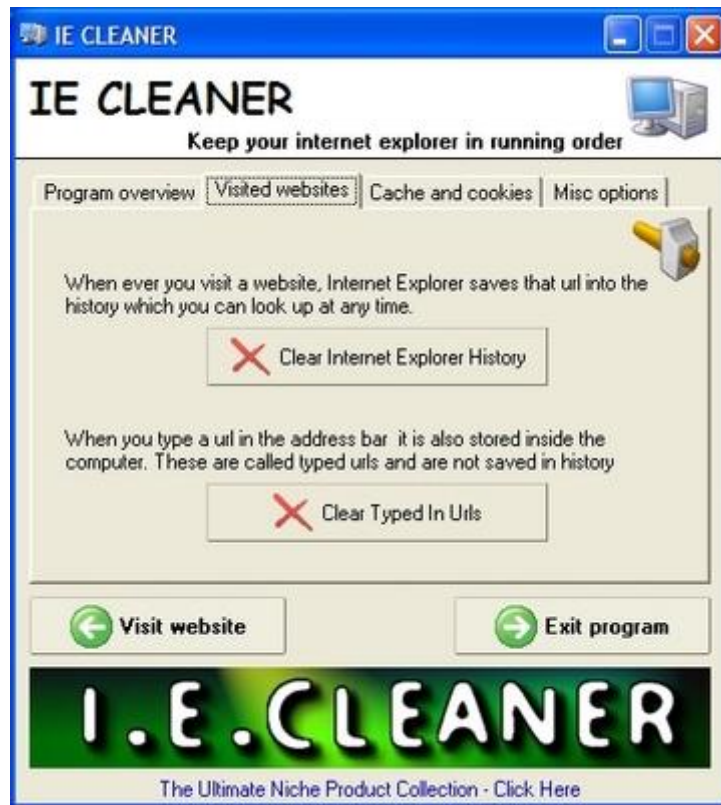 IE CLEANER
IE CLEANER
Keep your internet explorer in running order
Program overview Visited websites Cache and cookies Misc options
When ever you visit a website, Internet Explorer saves that url into the
history which you can look up at any time.
Clear Internet Explorer History
When you type a url in the address bar it is also stored inside the
computer. These are called typed urls and are not saved in history
Clear Typed In Urls
Visit website Exit program
I.E.CLEANER
The Ultimate Niche Product Collection - Click Here